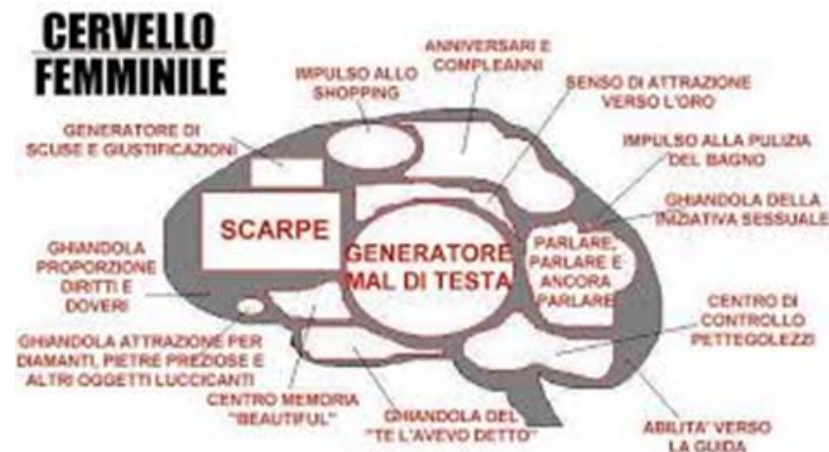 CERVELLO
FEMMINILE
IMPULSO ALLO
SHOPPING
ANNIVERSARI E
COMPLEANNI
SENSO DI ATTRAZIONE
VERSO L'ORO
GENERATORE DI
SCUSE E GIUSTIFICAZIONI
IMPULSO ALLA PULIZIA
DEL BAGNO
GHIANDOLA DELLA
INIZIATIVA SESSUALE
SCARPE
GENERATORE
MAL DI TESTA
PARLARE,
PARLARE E
ANCORA
PARLARE
GHIANDOLA
PROPORZIONE
DIRITTI E
DOVERI
CENTRO DI
CONTROLLO
PETTEGOLEZZI
GHIANDOLA ATTRAZIONE PER
DIAMANTI, PIETRE PREZIOSE E
ALTRI OGGETTI LUCCICANTI
CENTRO MEMORIA
"BEAUTIFUL"
GHIANDOLA DEL
"TE L'AVEVO DETTO"
ABILITA' VERSO
LA GUIDA